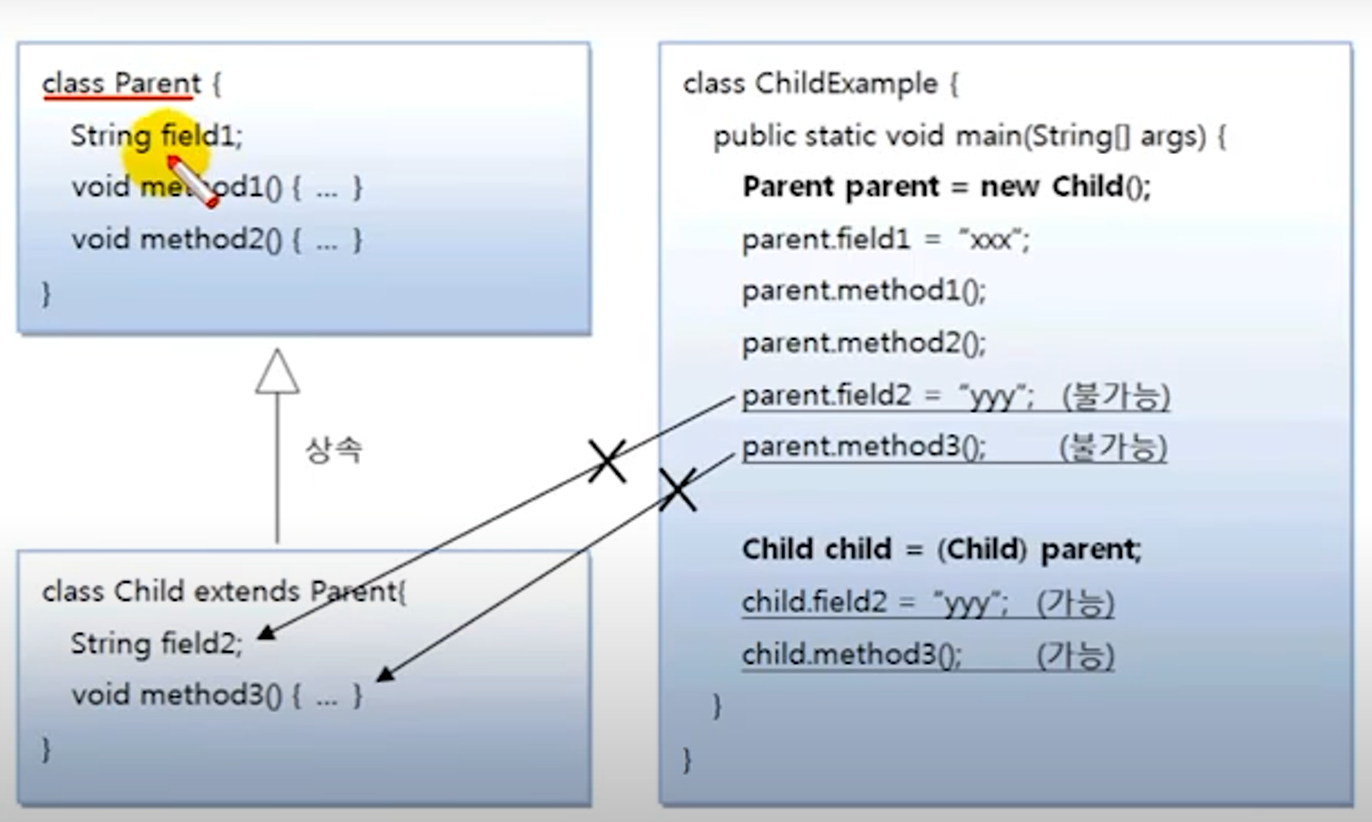 class Parent {
String field1;
void method1() { ... }
void method2() { ... }
}
상속
class Child extends Parent{
String field2;
void method3() { ... }
}
class ChildExample {
public static void main(String[] args) {
Parent parent = new Child();
parent.field1 = "xxx";
parent.method1();
parent.method2();
parent.field2 = "yyy"; (불가능)
parent.method3(); (불가능)
Child child = (Child) parent;
child.field2 = "yyy"; (가능)
child.method3(); (가능)
}
}